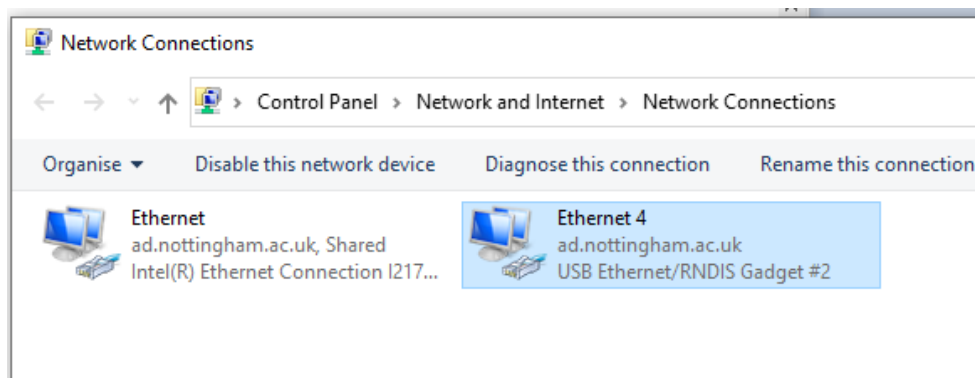 Network Connections
Control Panel > Network and Internet > Network Connections
Organise Disable this network device Diagnose this connection Rename this connection
Ethernet
ad.nottingham.ac.uk, Shared
Intel(R) Ethernet Connection I217...
Ethernet 4
ad.nottingham.ac.uk
USB Ethernet/RNDIS Gadget #2